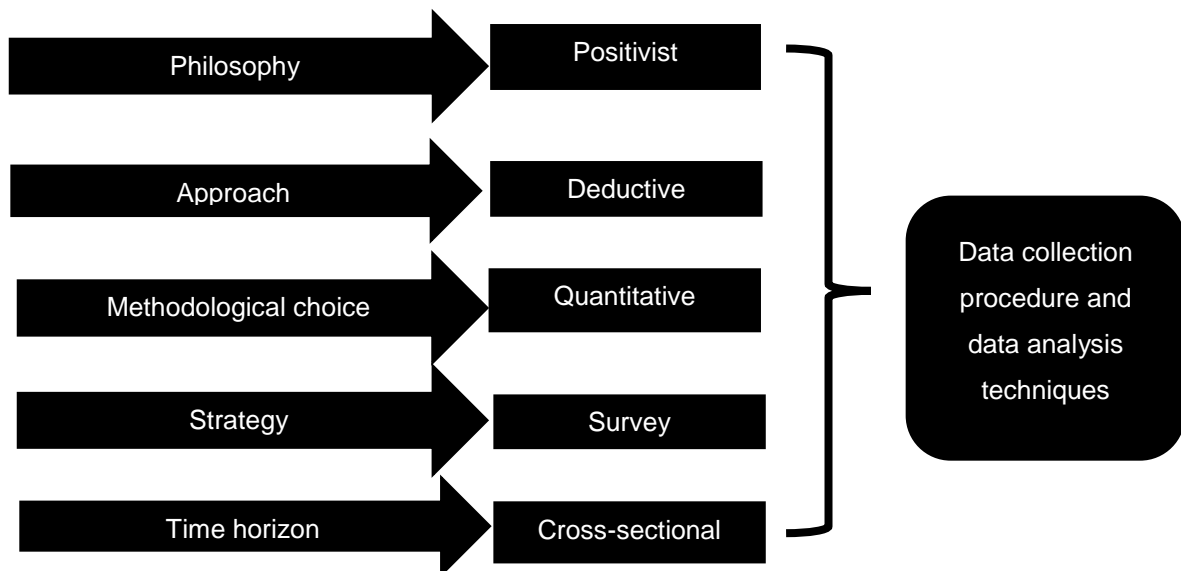 Philosophy
Positivist
Approach
Deductive
Methodological choice
Quantitative
Strategy
Survey
Time horizon
Cross-sectional
Data collection
procedure and
data analysis
techniques